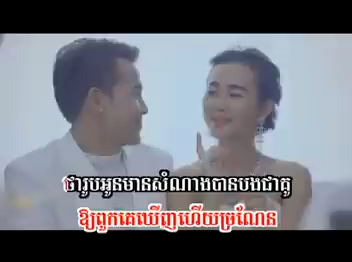 ថារូបអូនមានសំណាងបានបងជាគូ
ឱ្យពួកគេឃើញហើយច្រណែន